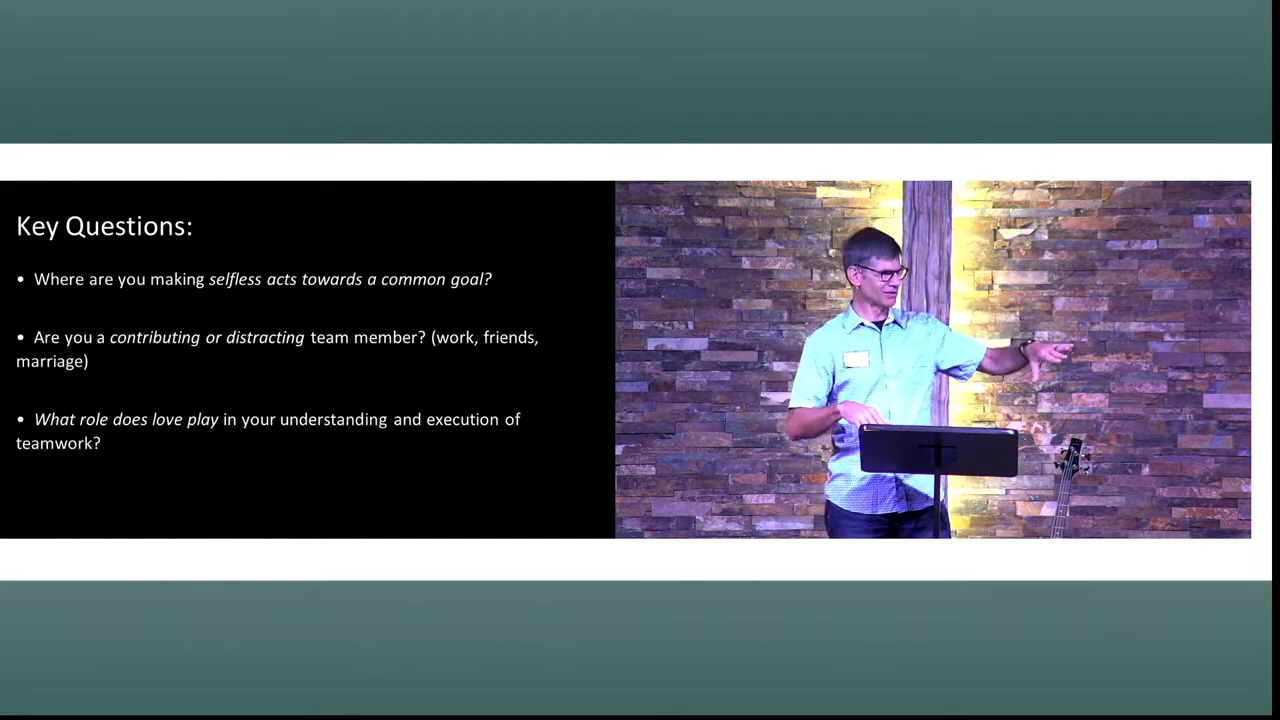 Key Questions:
• Where are you making selfless acts towards a common goal?
• Are you a contributing or distracting team member? (work, friends,
marriage)
• What role does love play in your understanding and execution of
teamwork?